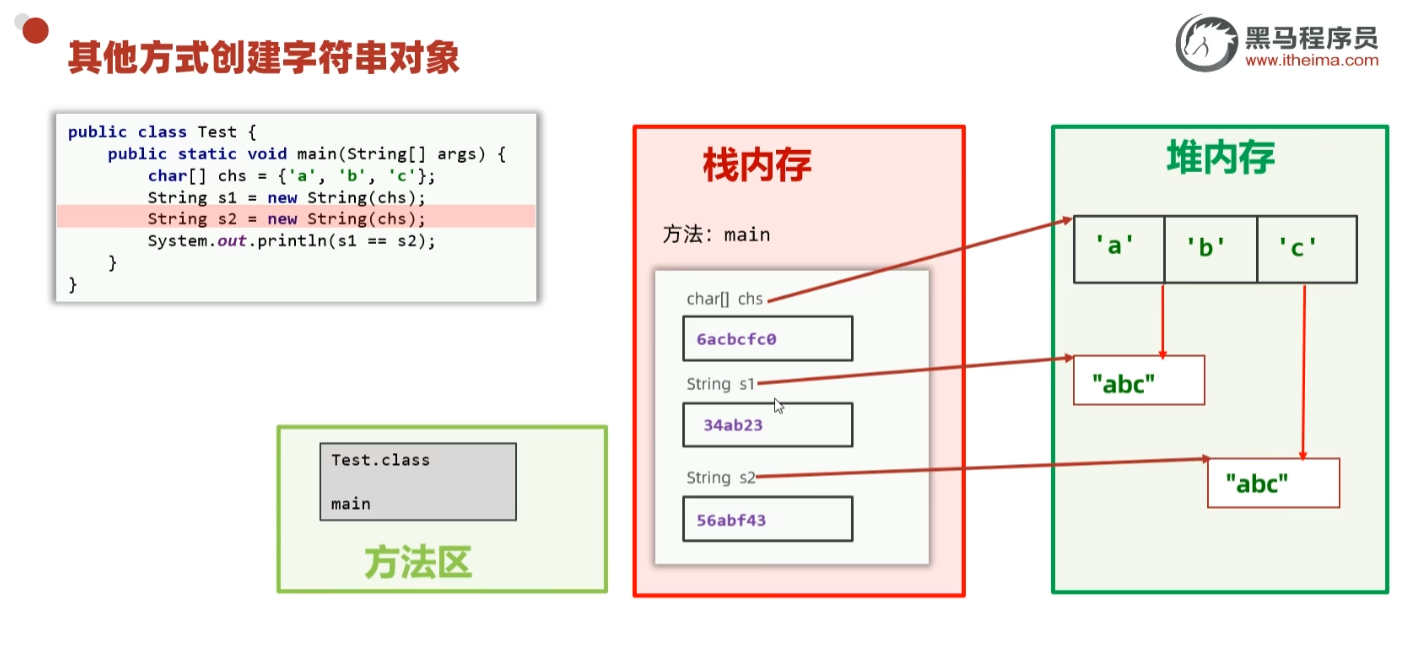 其他方式创建字符串对象
黑马程序员
www.itheima.com
public class Test {
public static void main(String[] args) {
char[] chs = {'a', 'b', 'c'};
String s1 = new String(chs);
String s2 = new String(chs);
System.out.println(s1 == s2);
}
}
Test.class
main
方法区
栈内存
方法：main
char[] chs
6acbcfc0
String s1
34ab23
String s2
56abf43
堆内存
'a' 'b' 'c'
"abc"
"abc"